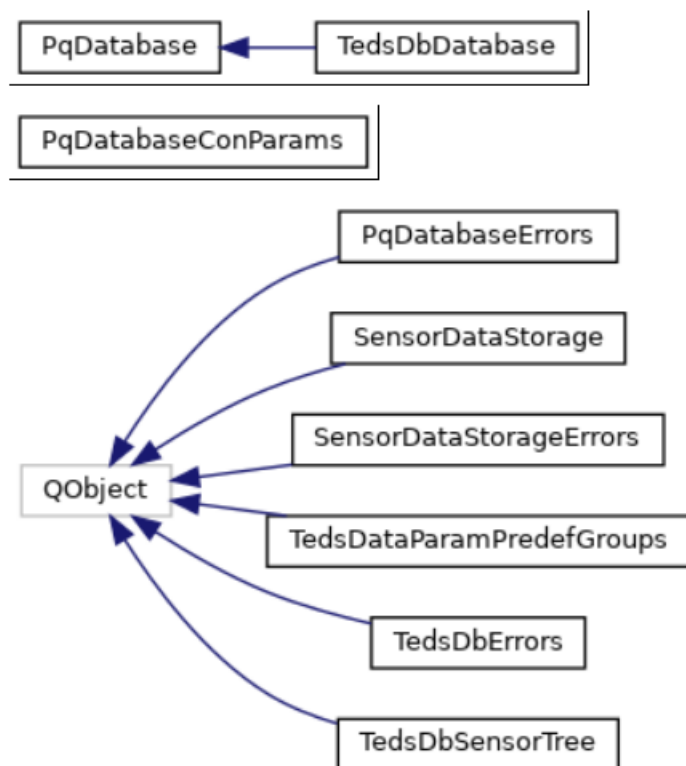 PqDatabase TedsDbDatabase
PqDatabaseConParams
PqDatabaseErrors
SensorDataStorage
SensorDataStorageErrors
QObject
TedsDataParamPredefGroups
TedsDbErrors
TedsDbSensorTree